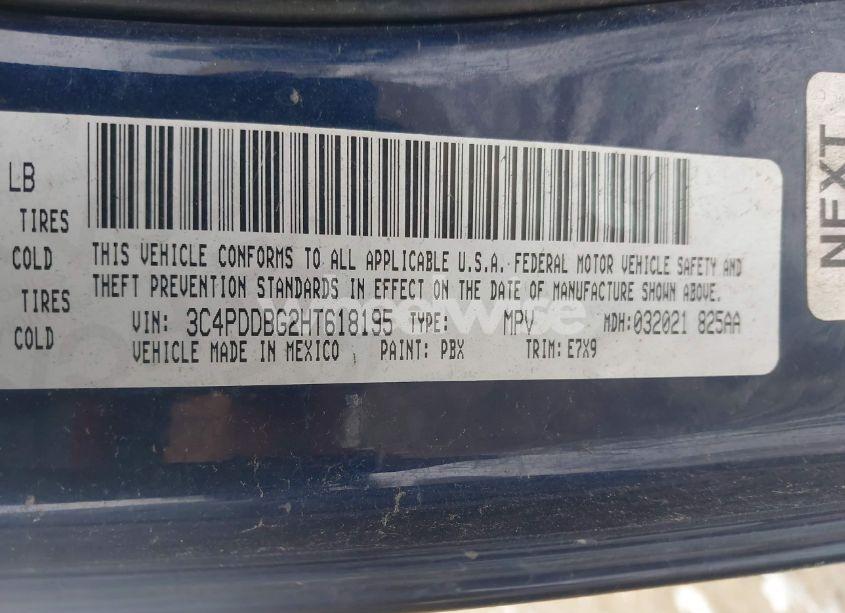 LB
TIRES
COLD
TIRES
COLD
THIS VEHICLE CONFORMS TO ALL APPLICABLE U.S.A. FEDERAL MOTOR VEHICLE SAFETY AND
THEFT PREVENTION STANDARDS IN EFFECT ON THE DATE OF MANUFACTURE SHOWN ABOVE.
VIN: 3C4PDDBG2HT618195 TYPE: MPV MDH:032021 825AA
VEHICLE MADE IN MEXICO PAINT: PBX TRIM:E7X9
NEXT